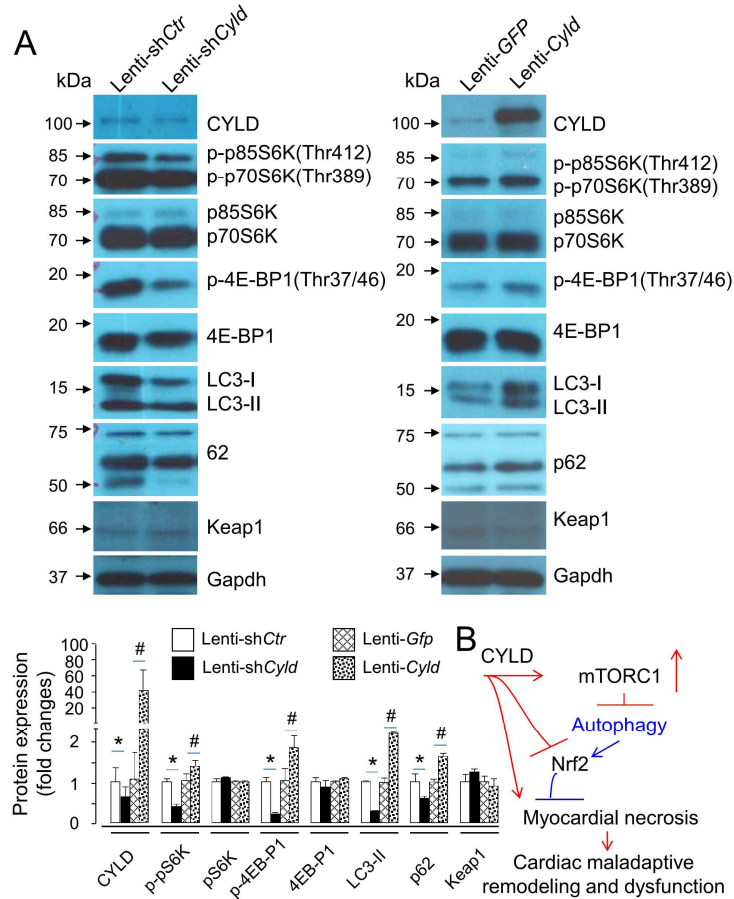 A
Lenti-shCtr
Lenti-shCyld
kDa
100
CYLD
85
p-p85S6K(Thr412)
70
p-p70S6K(Thr389)
85
p85S6K
70
p70S6K
20
p-4E-BP1(Thr37/46)
20
4E-BP1
15
LC3-I
LC3-II
75
62
50
66
Keap1
37
Gapdh
Lenti-GFP
Lenti-Cyld
kDa
100
CYLD
85
p-p85S6K(Thr412)
70
p-p70S6K(Thr389)
85
p85S6K
70
p70S6K
20
p-4E-BP1(Thr37/46)
20
4E-BP1
15
LC3-I
LC3-II
75
p62
50
66
Keap1
37
Gapdh
Protein expression
(fold changes)
100
80
60
40
20
2
1
0
Lenti-shCtr
Lenti-shCyld
Lenti-Gfp
Lenti-Cyld
* # * # * # * # * #
CYLD
p-pS6K
pS6K
p-4EB-P1
4EB-P1
LC3-II
p62
Keap1
B
CYLD
mTORC1
Autophagy
Nrf2
Myocardial necrosis
Cardiac maladaptive
remodeling and dysfunction